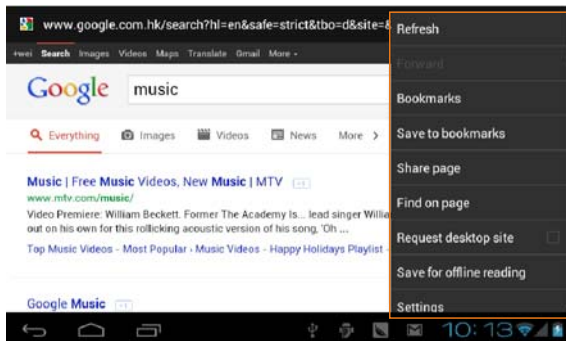 www.google.com.hk/search?hl=en&safe=strict&tbo=d&site=&
+wei Search Images Videos Maps Translate Gmail More
Google music
Everything Images Videos News More >
Music | Free Music Videos, New Music | MTV +1
www.mtv.com/music/
Video Premiere: William Beckett. Former The Academy Is... lead singer Willia
out on his own for this rollicking acoustic version of his song, 'Oh ...
Top Music Videos - Most Popular - Music Videos - Happy Holidays Playlist -
Google Music +1
Refresh
Forward
Bookmarks
Save to bookmarks
Share page
Find on page
Request desktop site
Save for offline reading
Settings
10:13